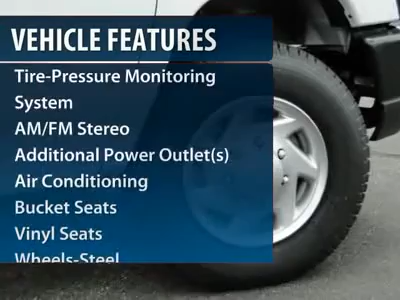 VEHICLE FEATURES
Tire-Pressure Monitoring
System
AM/FM Stereo
Additional Power Outlet(s)
Air Conditioning
Bucket Seats
Vinyl Seats
Wheels-Steel